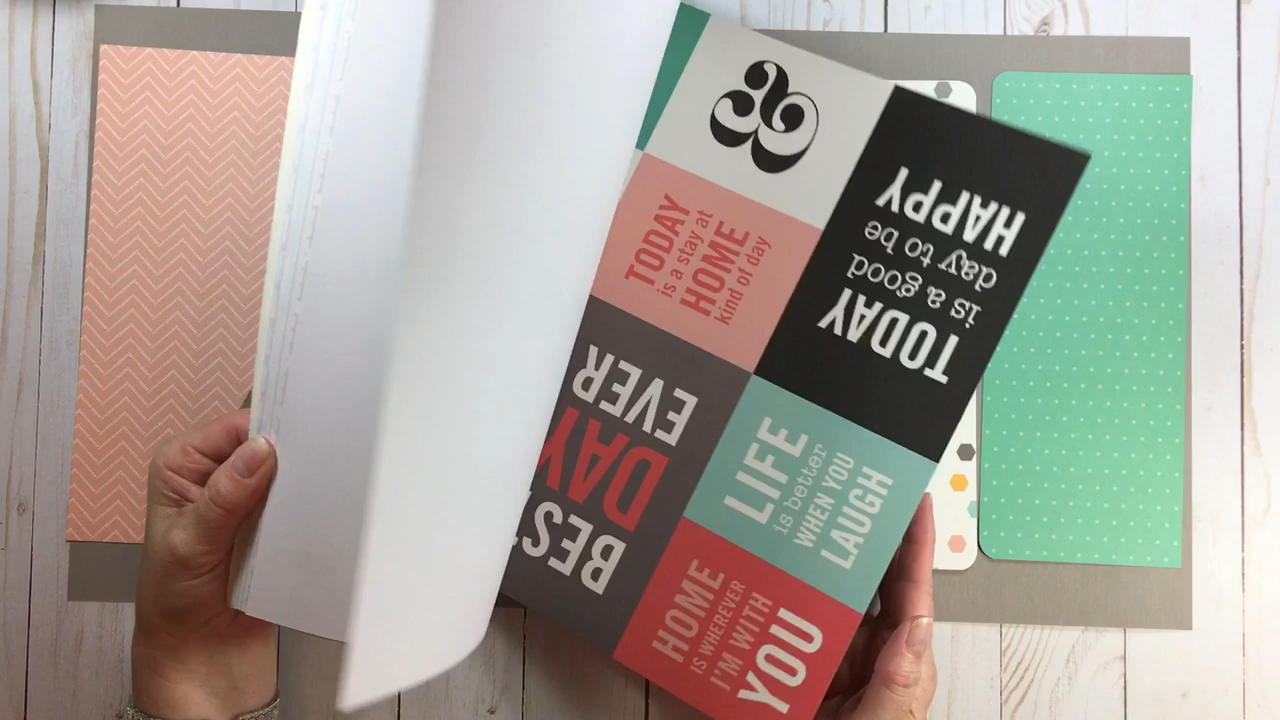 &
TODAY
is a good
day to be
HAPPY
TODAY
is a stay at
HOME
kind of day
BEST
DAY
EVER
LIFE
is better
WHEN YOU
LAUGH
HOME
IS WHEREVER
I'M WITH
YOU